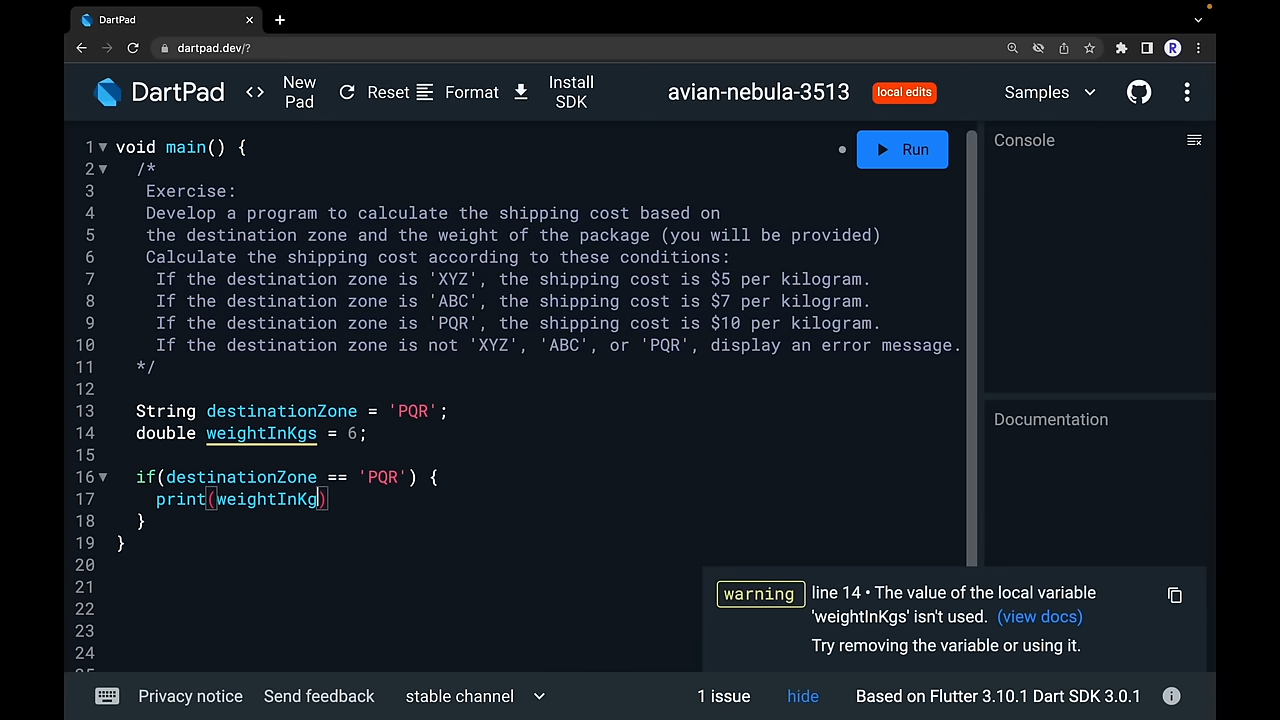 DartPad
dartpad.dev/?
R
DartPad
<> New Pad
Reset
Format
Install SDK
avian-nebula-3513
local edits
Samples
Run
Console
1 void main() {
2 /*
3 Exercise:
4 Develop a program to calculate the shipping cost based on
5 the destination zone and the weight of the package (you will be provided)
6 Calculate the shipping cost according to these conditions:
7 If the destination zone is 'XYZ', the shipping cost is $5 per kilogram.
8 If the destination zone is 'ABC', the shipping cost is $7 per kilogram.
9 If the destination zone is 'PQR', the shipping cost is $10 per kilogram.
10 If the destination zone is not 'XYZ', 'ABC', or 'PQR', display an error message.
11 */
12
13 String destinationZone = 'PQR';
14 double weightInKgs = 6;
15
16 if(destinationZone == 'PQR') {
17 print(weightInKg)
18 }
19 }
20
21
22
23
24
Documentation
warning
line 14 • The value of the local variable
'weightInKgs' isn't used. (view docs)
Try removing the variable or using it.
Privacy notice
Send feedback
stable channel
1 issue
hide
Based on Flutter 3.10.1 Dart SDK 3.0.1